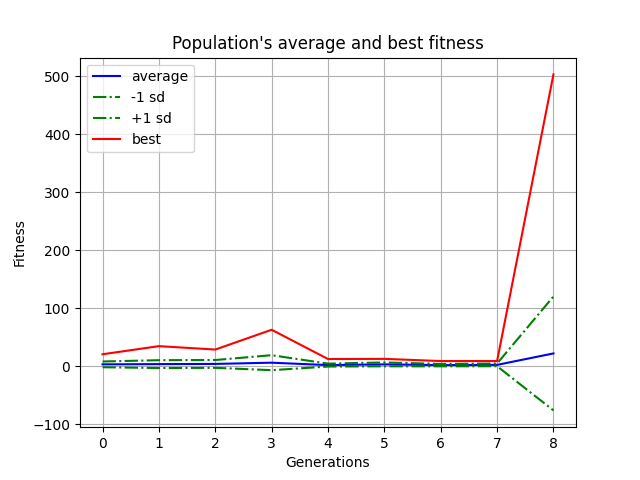 Population's average and best fitness
average
-1 sd
+1 sd
best
500
400
300
200
100
0
−100
Fitness
0 1 2 3 4 5 6 7 8
Generations